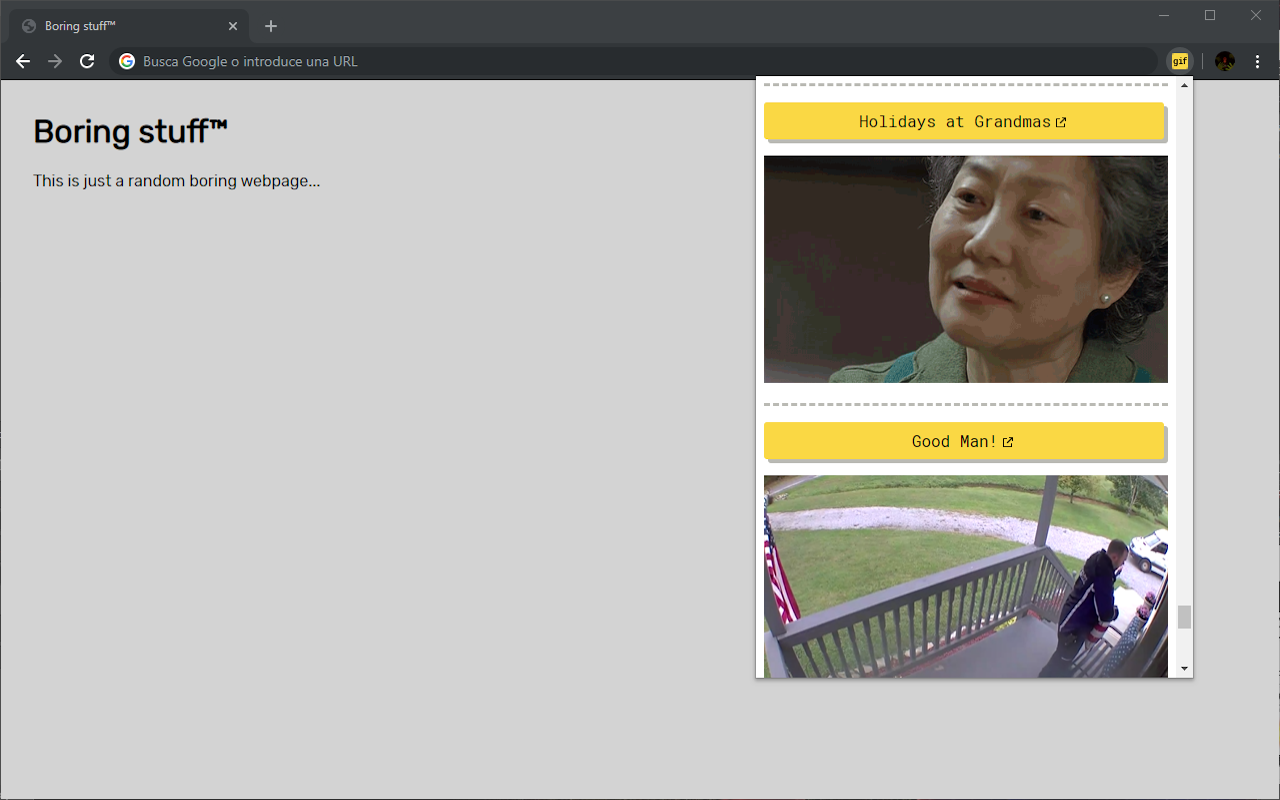 Boring stuff™
Busca Google o introduce una URL
gif
Boring stuff™
This is just a random boring webpage...
Holidays at Grandmas
Good Man!